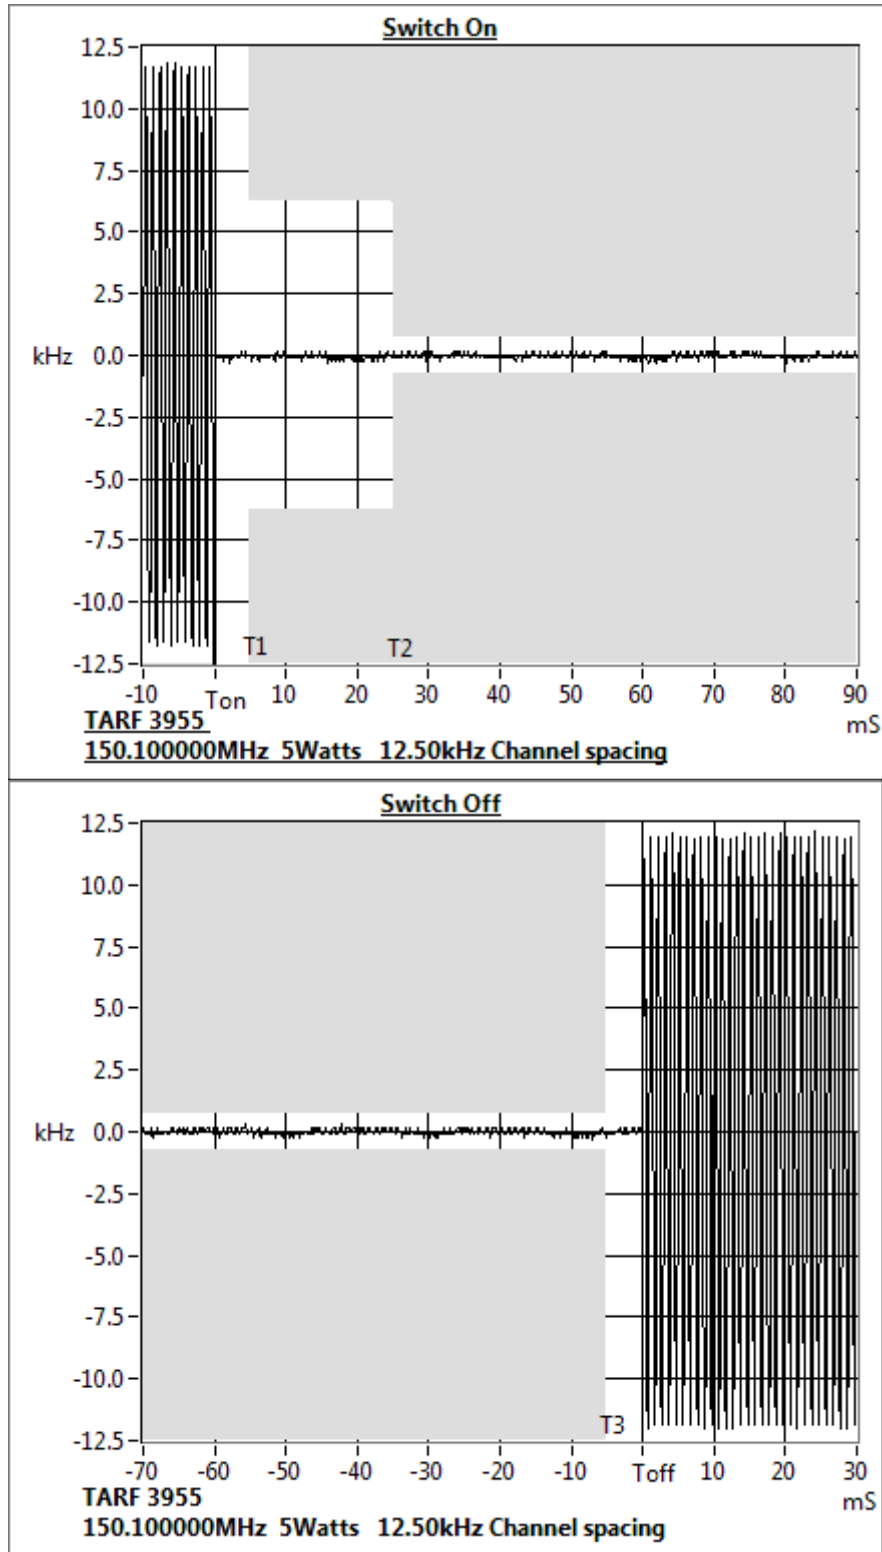 Switch On
12.5
10.0
7.5
5.0
2.5
kHz 0.0
-2.5
-5.0
-7.5
-10.0
T1 T2
-12.5
-10 Ton 10 20 30 40 50 60 70 80 90
mS
TARF 3955
150.100000MHz 5Watts 12.50kHz Channel spacing
Switch Off
12.5
10.0
7.5
5.0
2.5
kHz 0.0
-2.5
-5.0
-7.5
-10.0
T3
-12.5
-70 -60 -50 -40 -30 -20 -10 Toff 10 20 30
mS
TARF 3955
150.100000MHz 5Watts 12.50kHz Channel spacing